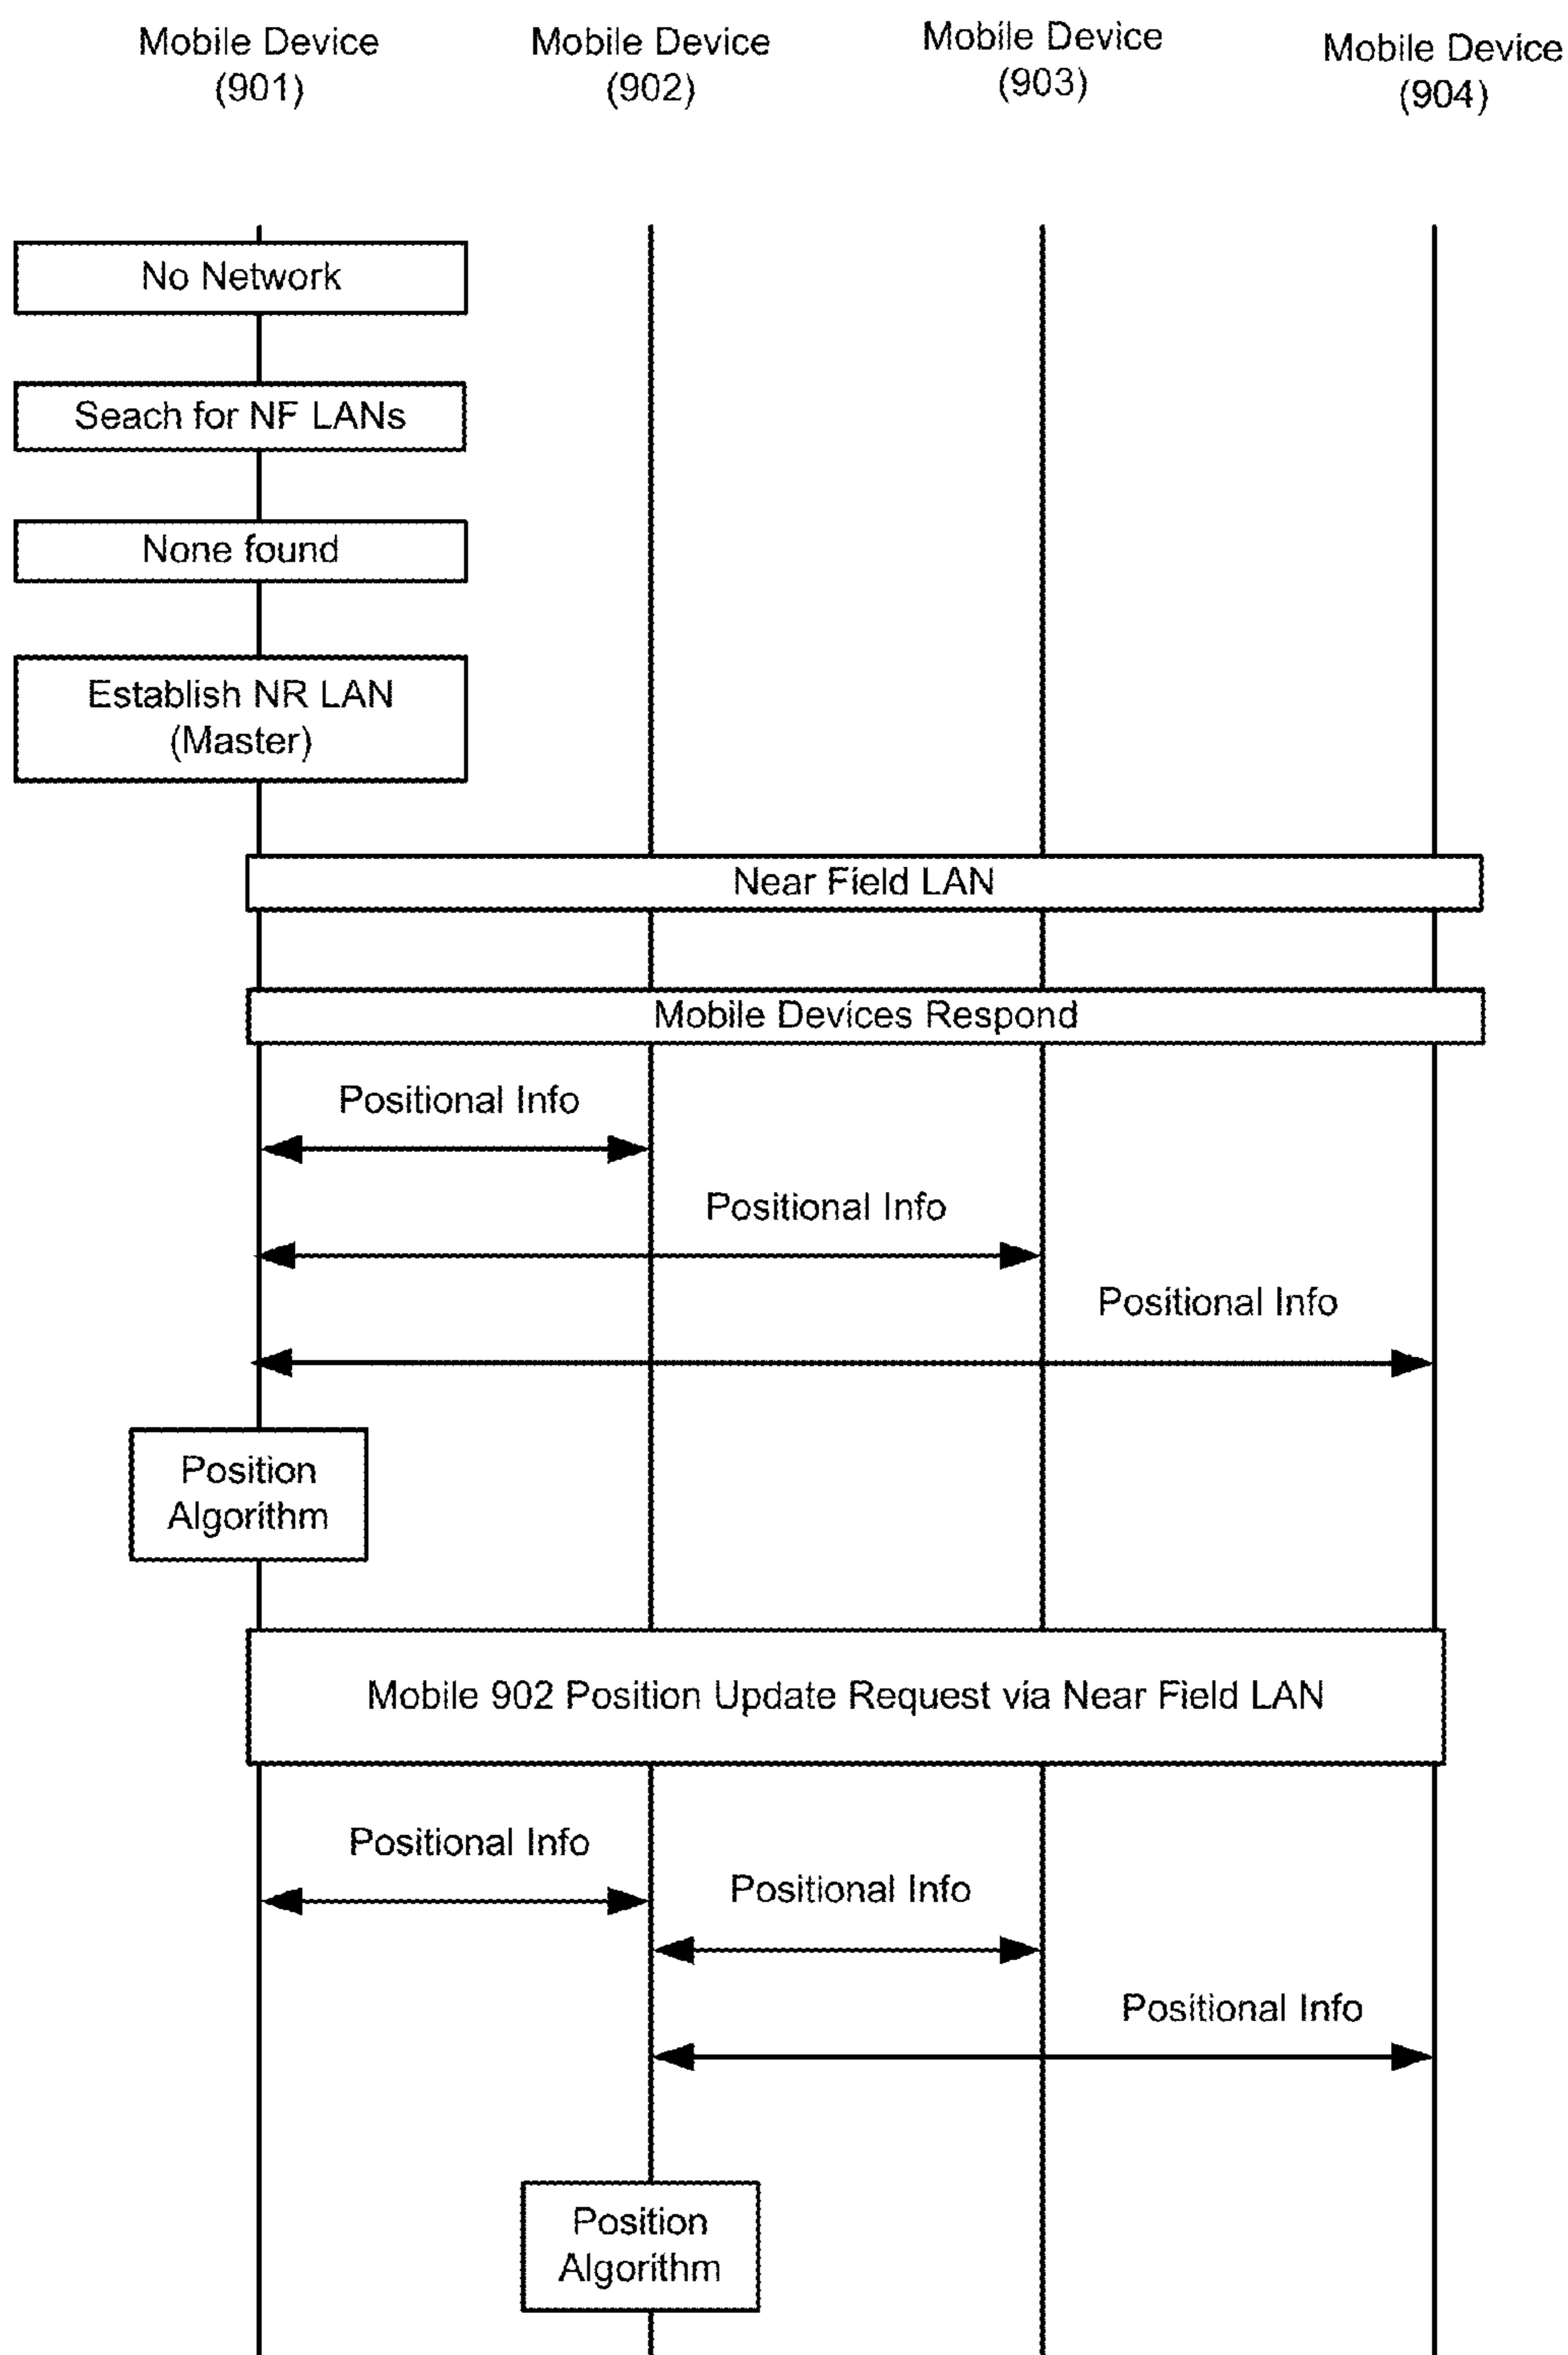 Mobile Device
(901)
Mobile Device
(902)
Mobile Device
(903)
Mobile Device
(904)
No Network
Seach for NF LANs
None found
Establish NR LAN
(Master)
Near Field LAN
Mobile Devices Respond
Positional Info
Positional Info
Positional Info
Position
Algorithm
Mobile 902 Position Update Request via Near Field LAN
Positional Info
Positional Info
Positional Info
Position
Algorithm